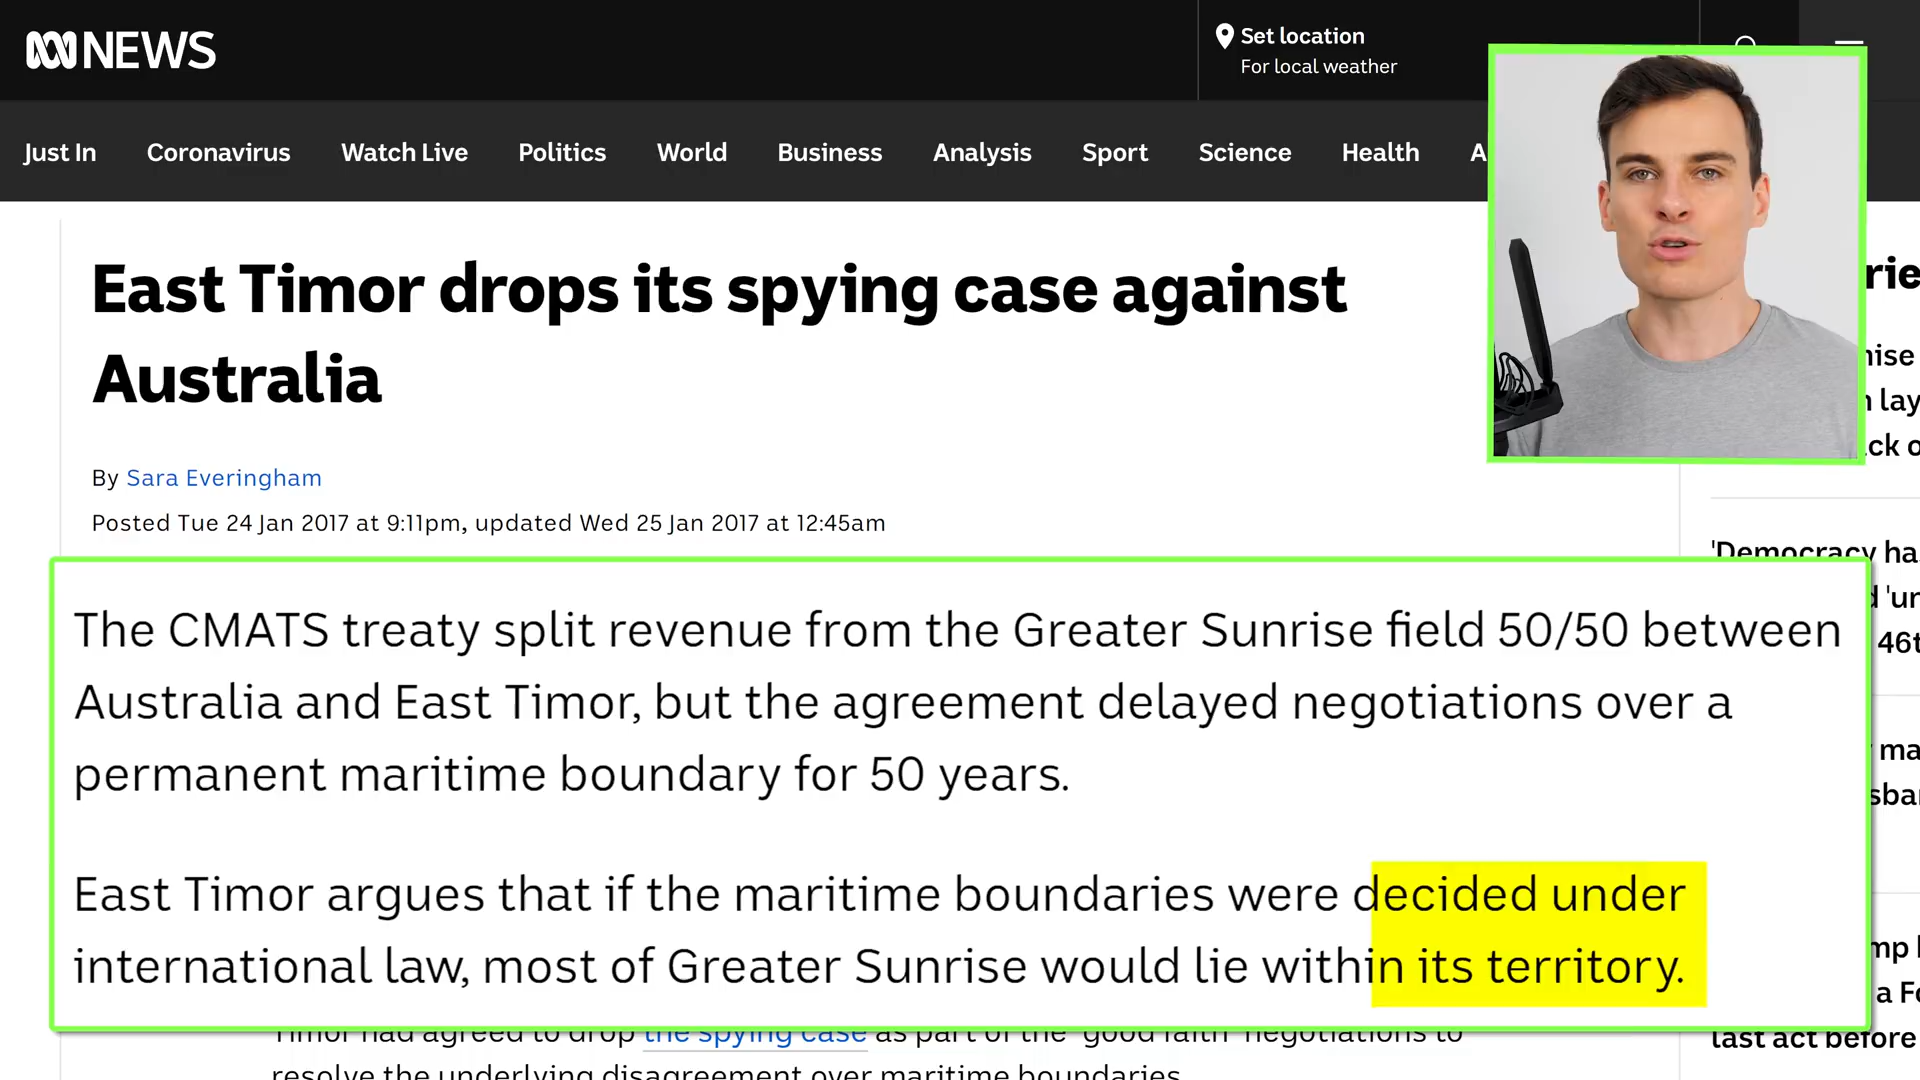 NEWS
Set location
For local weather
Just In Coronavirus Watch Live Politics World Business Analysis Sport Science Health A
East Timor drops its spying case against
Australia
By Sara Everingham
Posted Tue 24 Jan 2017 at 9:11pm, updated Wed 25 Jan 2017 at 12:45am
The CMATS treaty split revenue from the Greater Sunrise field 50/50 between
Australia and East Timor, but the agreement delayed negotiations over a
permanent maritime boundary for 50 years.
East Timor argues that if the maritime boundaries were decided under
international law, most of Greater Sunrise would lie within its territory.
Timor had agreed to drop the spying case as part of the "good faith" negotiations to
resolve the underlying disagreement over maritime boundaries.
'Democracy ha
46t
a Fo
last act before